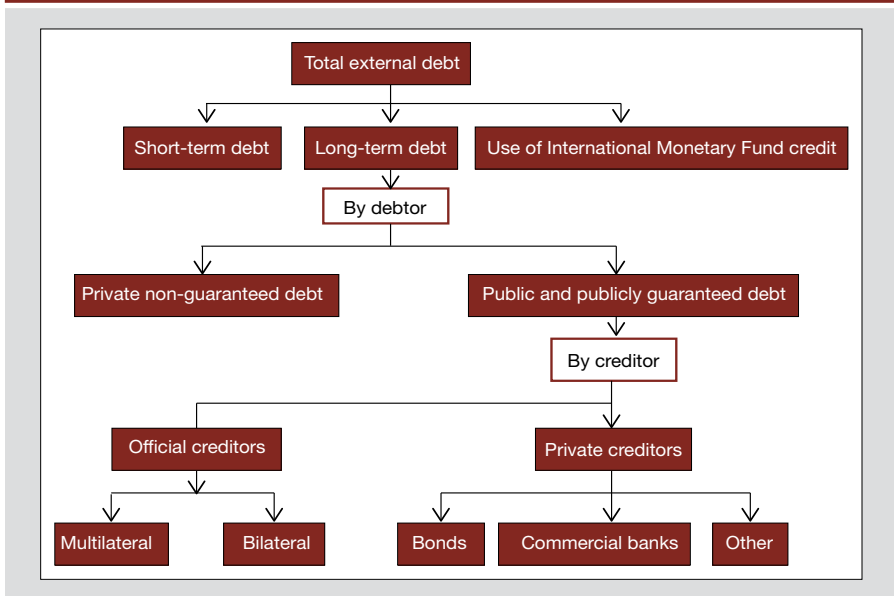 Total external debt
Short-term debt
Long-term debt
Use of International Monetary Fund credit
By debtor
Private non-guaranteed debt
Public and publicly guaranteed debt
By creditor
Official creditors
Private creditors
Multilateral
Bilateral
Bonds
Commercial banks
Other